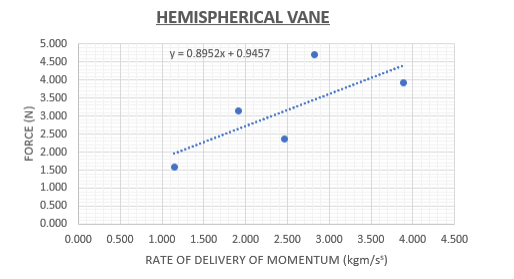 HEMISPHERICAL VANE
y = 0.8952x + 0.9457
FORCE (N)
5.000
4.500
4.000
3.500
3.000
2.500
2.000
1.500
1.000
0.500
0.000
0.000 0.500 1.000 1.500 2.000 2.500 3.000 3.500 4.000 4.500
RATE OF DELIVERY OF MOMENTUM (kgm/sˢ)